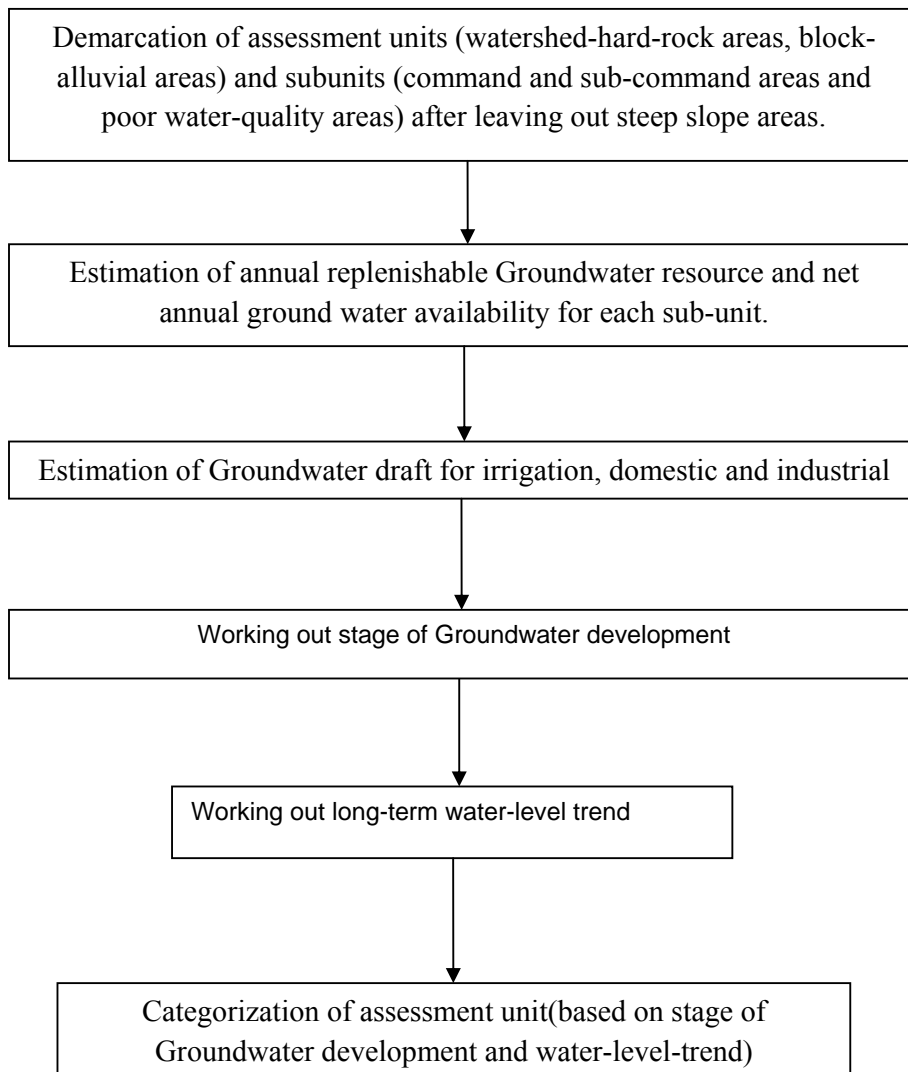 Demarcation of assessment units (watershed-hard-rock areas, block-
alluvial areas) and subunits (command and sub-command areas and
poor water-quality areas) after leaving out steep slope areas.
Estimation of annual replenishable Groundwater resource and net
annual ground water availability for each sub-unit.
Estimation of Groundwater draft for irrigation, domestic and industrial
Working out stage of Groundwater development
Working out long-term water-level trend
Categorization of assessment unit(based on stage of
Groundwater development and water-level-trend)